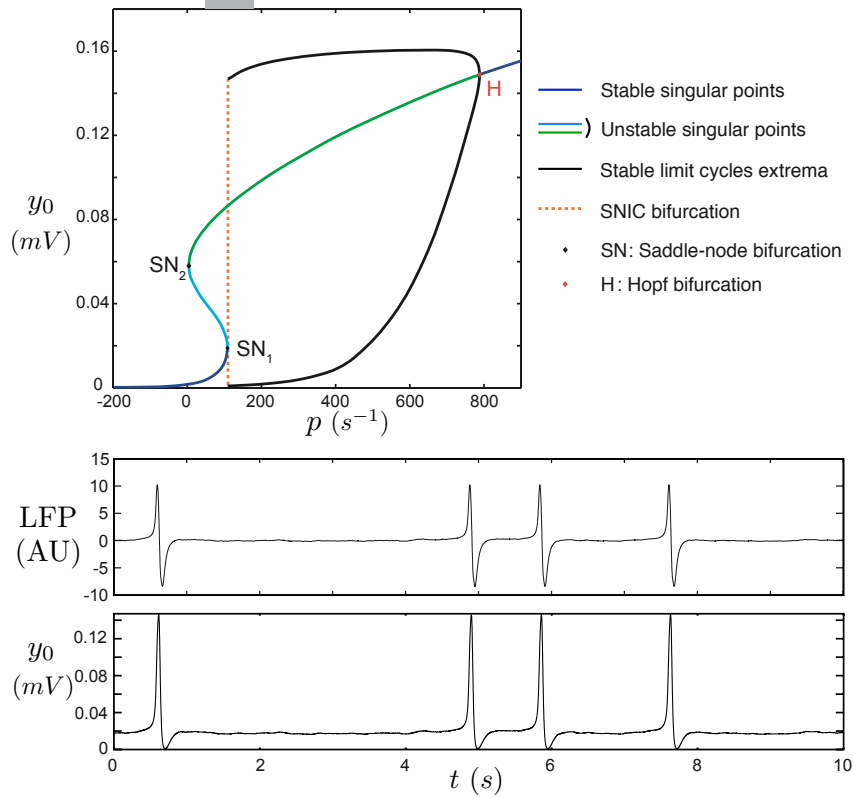 0.16
0.12
0.08
0.04
0
y₀
(mV)
-200 0 200 400 600 800
p (s⁻¹)
SN₂
SN₁
H
Stable singular points
Unstable singular points
Stable limit cycles extrema
SNIC bifurcation
SN: Saddle-node bifurcation
H: Hopf bifurcation
LFP
(AU)
15
10
5
0
-5
-10
y₀
(mV)
0.12
0.08
0.04
0
0 2 4 6 8 10
t (s)